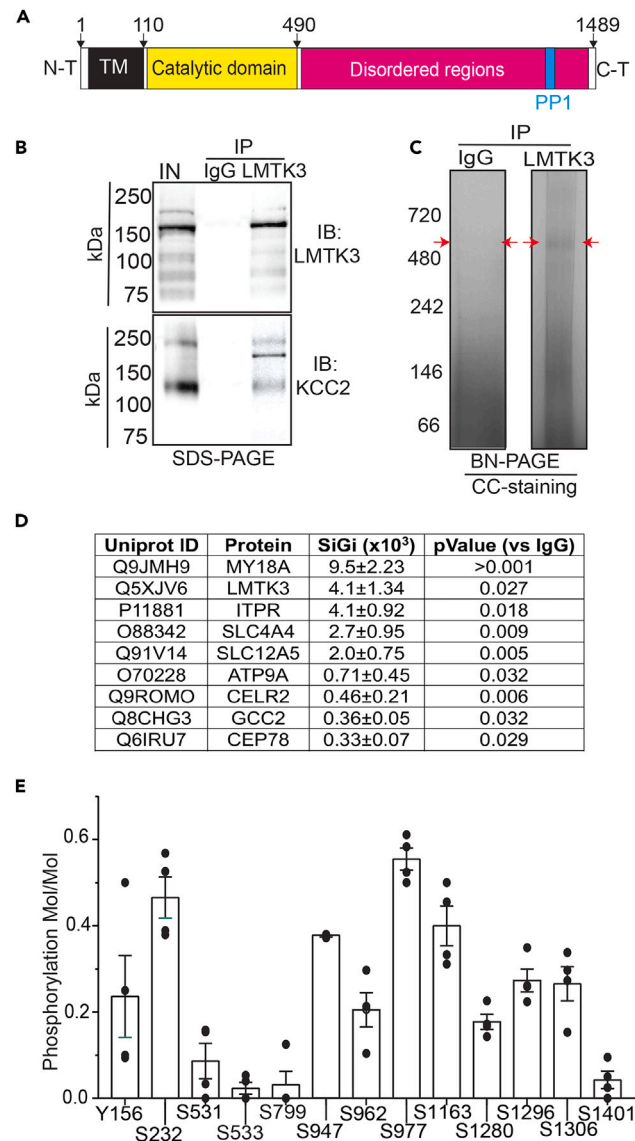 A
1 110 490 1489
N-T TM Catalytic domain Disordered regions C-T
PP1
B
IP
IN IgG LMTK3
250
150
100
75
kDa
IB:
LMTK3
250
150
100
75
kDa
IB:
KCC2
SDS-PAGE
C
IP
IgG LMTK3
720
480
242
146
66
BN-PAGE
CC-staining
D
Uniprot ID Protein SiGi (x10³) pValue (vs IgG)
Q9JMH9 MY18A 9.5±2.23 >0.001
Q5XJV6 LMTK3 4.1±1.34 0.027
P11881 ITPR 4.1±0.92 0.018
O88342 SLC4A4 2.7±0.95 0.009
Q91V14 SLC12A5 2.0±0.75 0.005
O70228 ATP9A 0.71±0.45 0.032
Q9ROMO CELR2 0.46±0.21 0.006
Q8CHG3 GCC2 0.36±0.05 0.032
Q6IRU7 CEP78 0.33±0.07 0.029
E
Phosphorylation Mol/Mol
0.6
0.4
0.2
0.0
Y156 S531 S799 S962 S1163 S1296 S1401
S232 S533 S947 S977 S1280 S1306